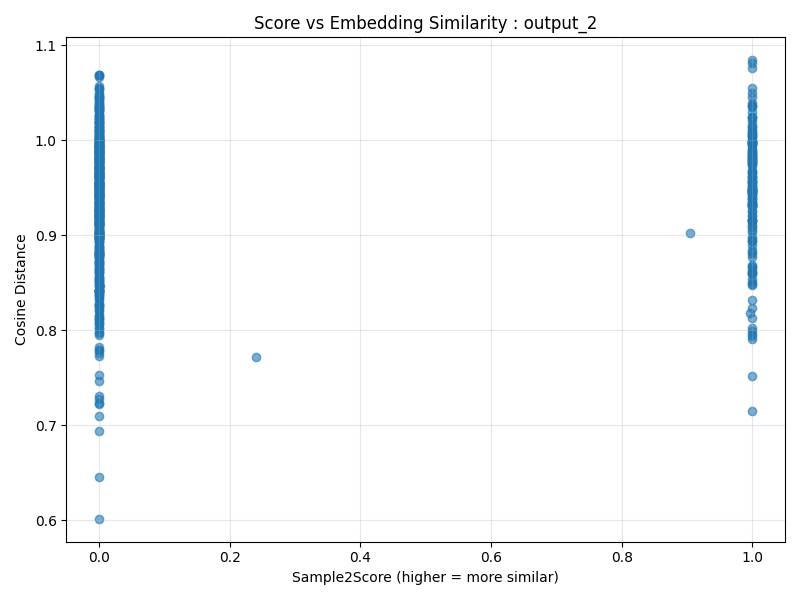 Score vs Embedding Similarity : output_2
1.1
1.0
0.9
0.8
0.7
0.6
Cosine Distance
0.0 0.2 0.4 0.6 0.8 1.0
Sample2Score (higher = more similar)